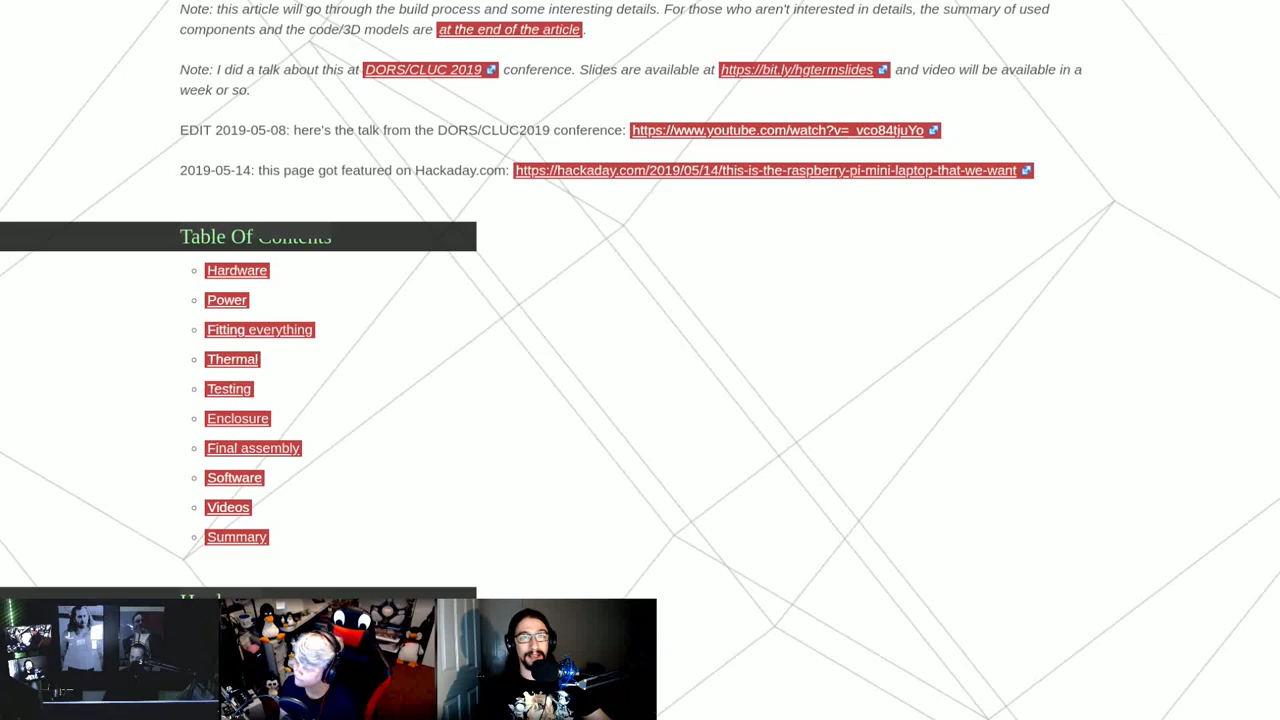 Note: this article will go through the build process and some interesting details. For those who aren't interested in details, the summary of used
components and the code/3D models are at the end of the article.
Note: I did a talk about this at DORS/CLUC 2019 conference. Slides are available at https://bit.ly/hgtermslides and video will be available in a
week or so.
EDIT 2019-05-08: here's the talk from the DORS/CLUC2019 conference: https://www.youtube.com/watch?v=_vco84tjuYo
2019-05-14: this page got featured on Hackaday.com: https://hackaday.com/2019/05/14/this-is-the-raspberry-pi-mini-laptop-that-we-want
Table Of Contents
Hardware
Power
Fitting everything
Thermal
Testing
Enclosure
Final assembly
Software
Videos
Summary